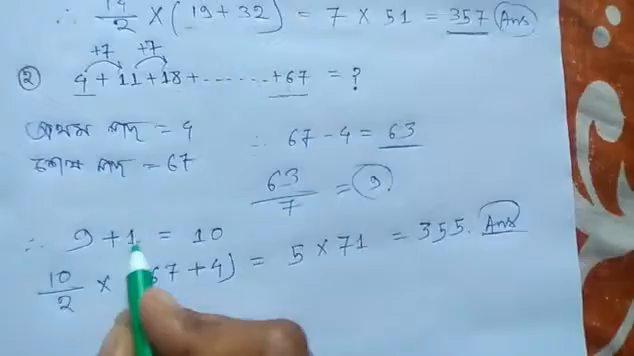 ∴ 14/2 × (19+32) = 7 × 51 = 357 Ans
+7 +7
② 4 + 11 + 18 + ....... + 67 = ?
প্রথম পদ = 4 ∴ 67 - 4 = 63
শেষ পদ = 67 63/7 = 9
∴ 9 + 1 = 10
10/2 × 67 + 4) = 5 × 71 = 355. Ans